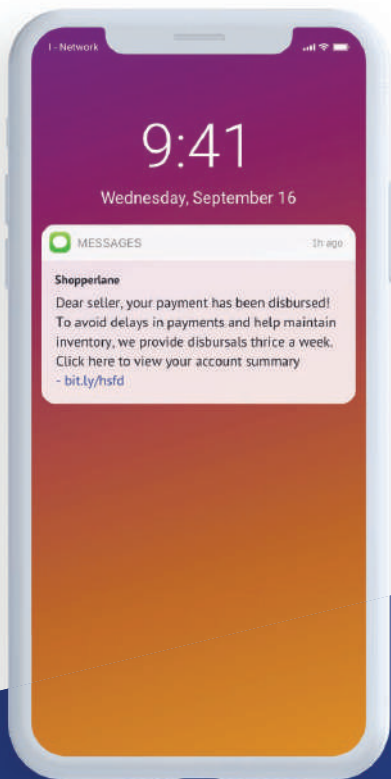 I - Network
9:41
Wednesday, September 16
MESSAGES 1h ago
Shopperlane
Dear seller, your payment has been disbursed!
To avoid delays in payments and help maintain
inventory, we provide disbursals thrice a week.
Click here to view your account summary
- bit.ly/hsfd